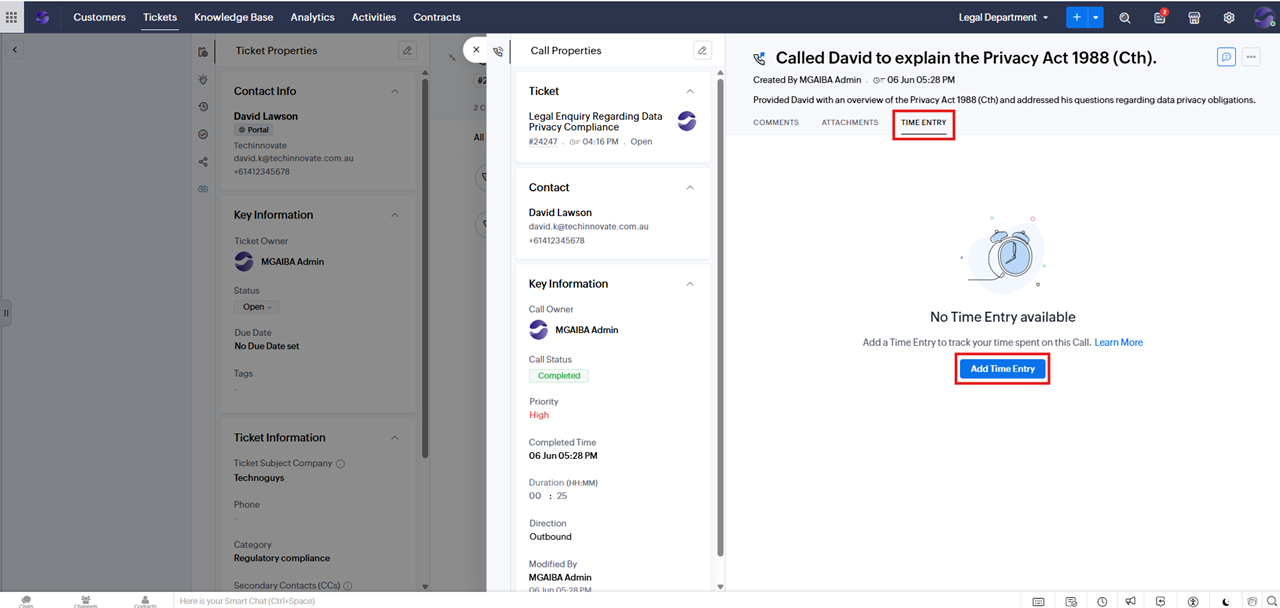 Customers
Tickets
Knowledge Base
Analytics
Activities
Contracts
Legal Department
2
Ticket Properties
Contact Info
David Lawson
Portal
Techinnovate
david.k@techinnovate.com.au
+61412345678
Key Information
Ticket Owner
MGAIBA Admin
Status
Open
Due Date
No Due Date set
Tags
-
Ticket Information
Ticket Subject Company
Technoguys
Phone
-
Category
Regulatory compliance
Secondary Contacts (CCs)
#2
2 C
All
Call Properties
Ticket
Legal Enquiry Regarding Data
Privacy Compliance
#24247 . 04:16 PM . Open
Contact
David Lawson
david.k@techinnovate.com.au
+61412345678
Key Information
Call Owner
MGAIBA Admin
Call Status
Completed
Priority
High
Completed Time
06 Jun 05:28 PM
Duration (HH:MM)
00 : 25
Direction
Outbound
Modified By
MGAIBA Admin
06 Jun 05:28 PM
Called David to explain the Privacy Act 1988 (Cth).
Created By MGAIBA Admin . 06 Jun 05:28 PM
Provided David with an overview of the Privacy Act 1988 (Cth) and addressed his questions regarding data privacy obligations.
COMMENTS
ATTACHMENTS
TIME ENTRY
No Time Entry available
Add a Time Entry to track your time spent on this Call. Learn More
Add Time Entry
Chats
Channels
Contacts
Here is your Smart Chat (Ctrl+Space)